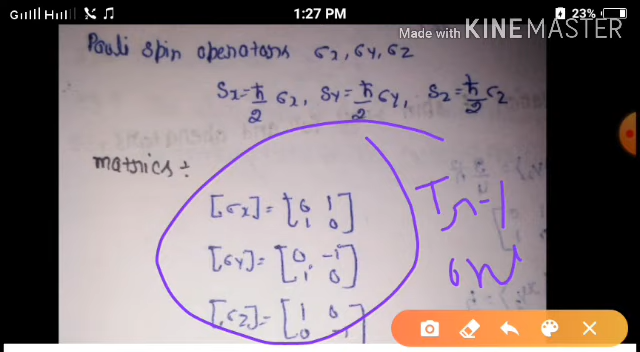 1:27 PM
23%
Made with KINEMASTER
Pauli spin operators σx, σy, σz
Sx = ħ/2 σx, Sy = ħ/2 σy, Sz = ħ/2 σz
matrics ÷
[σx] = [0 1
1 0]
[σy] = [0 -i
i 0]
[σz] = [1 0
0 -1]